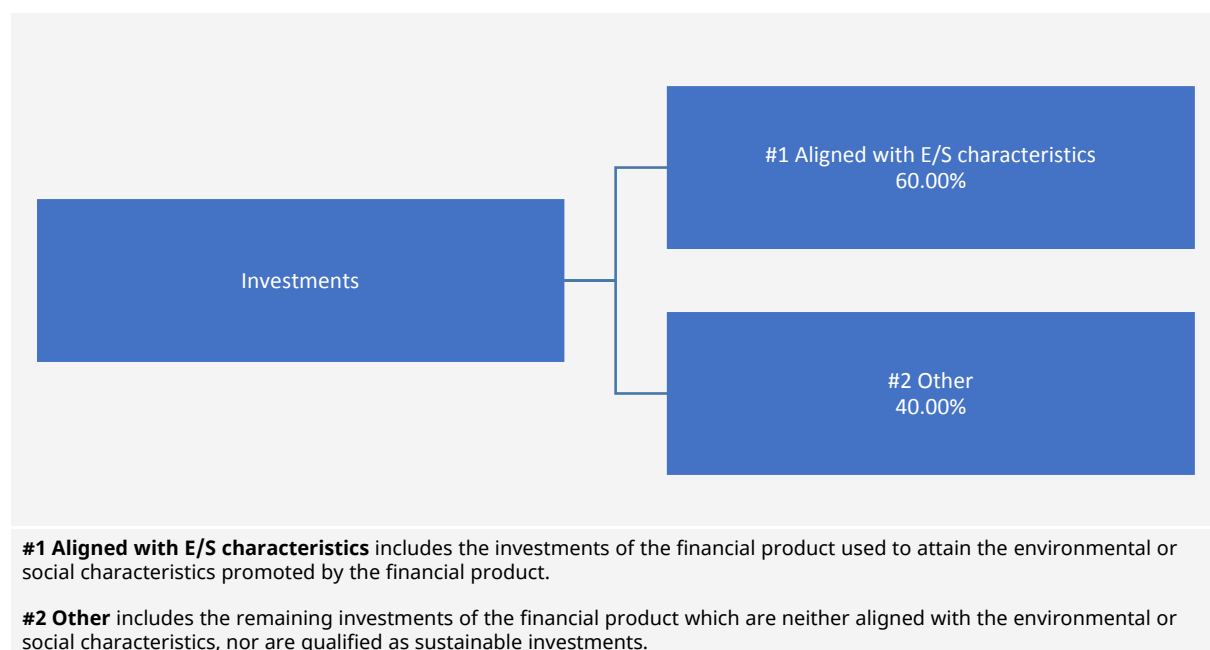 #1 Aligned with E/S characteristics
60.00%
Investments
#2 Other
40.00%
#1 Aligned with E/S characteristics includes the investments of the financial product used to attain the environmental or
social characteristics promoted by the financial product.
#2 Other includes the remaining investments of the financial product which are neither aligned with the environmental or
social characteristics, nor are qualified as sustainable investments.